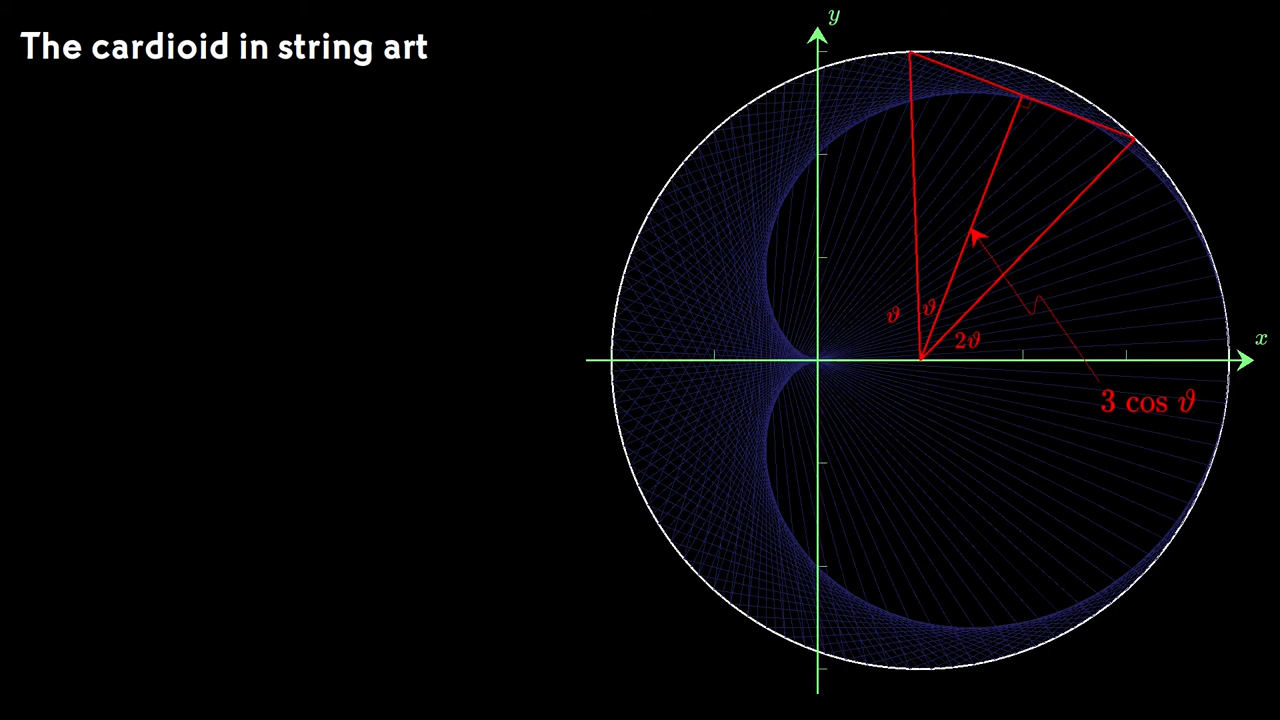 The cardioid in string art
y
x
ϑ
ϑ
2ϑ
3 cos ϑ